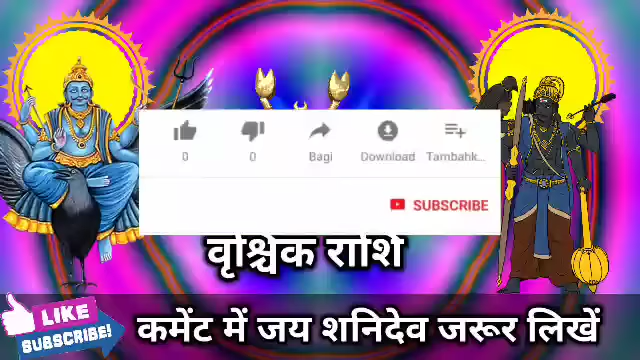 0 0 Bagi Download Tambahk...
SUBSCRIBE
वृश्चिक राशि
LIKE
SUBSCRIBE!
कमेंट में जय शनिदेव जरूर लिखें